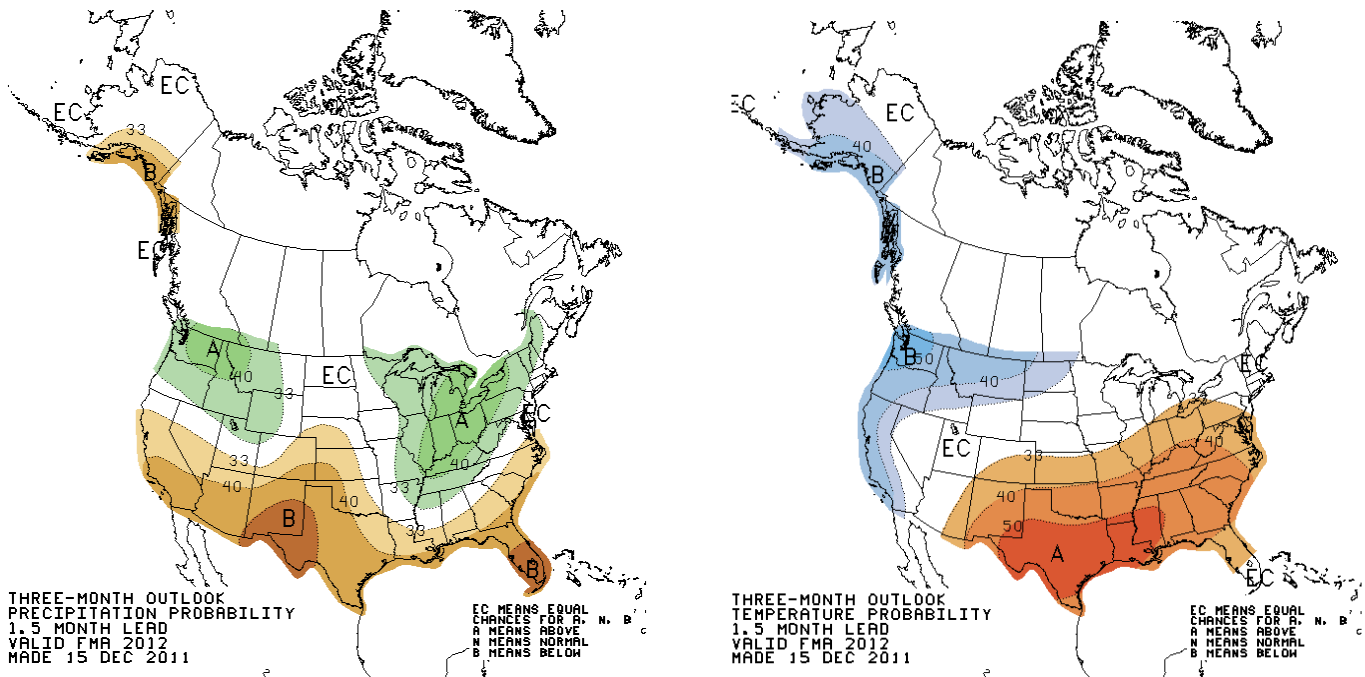 EC
EC
33
B
EC
A
40
33
EC
A
EC
40
33
40
33
40
33
B
B
THREE-MONTH OUTLOOK
PRECIPITATION PROBABILITY
1.5 MONTH LEAD
VALID FMA 2012
MADE 15 DEC 2011
EC MEANS EQUAL
CHANCES FOR A, N, B
A MEANS ABOVE
N MEANS NORMAL
B MEANS BELOW
EC
EC
40
B
B
50
40
EC
EC
33
33
40
40
50
A
EC
THREE-MONTH OUTLOOK
TEMPERATURE PROBABILITY
1.5 MONTH LEAD
VALID FMA 2012
MADE 15 DEC 2011
EC MEANS EQUAL
CHANCES FOR A, N, B
A MEANS ABOVE
N MEANS NORMAL
B MEANS BELOW